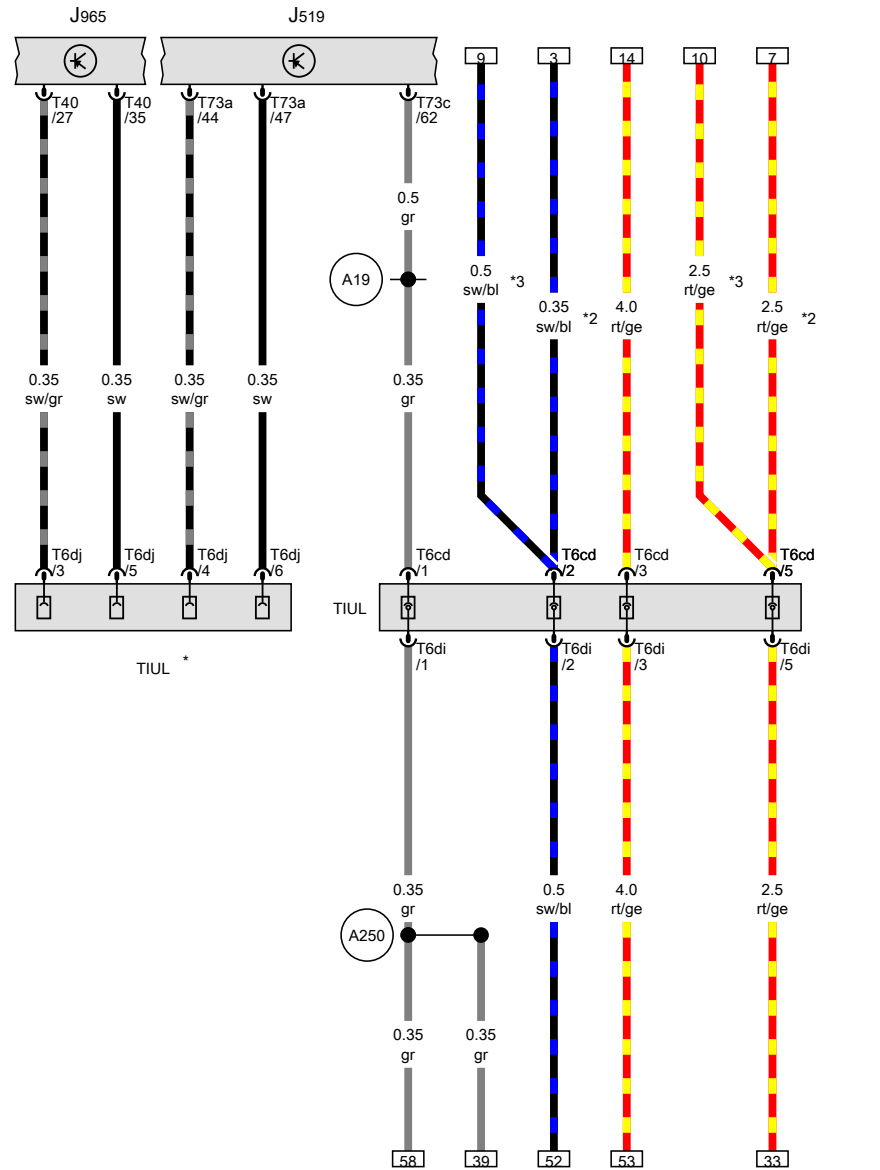 J965
J519
9
3
14
10
7
T40
/27
T40
/35
T73a
/44
T73a
/47
T73c
/62
0.5
gr
A19
0.5
sw/bl
*3
0.35
sw/bl
*2
4.0
rt/ge
2.5
rt/ge
*3
2.5
rt/ge
*2
0.35
sw/gr
0.35
sw
0.35
sw/gr
0.35
sw
0.35
gr
T6dj
/3
T6dj
/5
T6dj
/4
T6dj
/6
T6cd
/1
T6cd
/2
T6cd
/3
T6cd
/5
TIUL
TIUL *
T6di
/1
T6di
/2
T6di
/3
T6di
/5
0.35
gr
0.5
sw/bl
4.0
rt/ge
2.5
rt/ge
A250
0.35
gr
0.35
gr
58
39
52
53
33